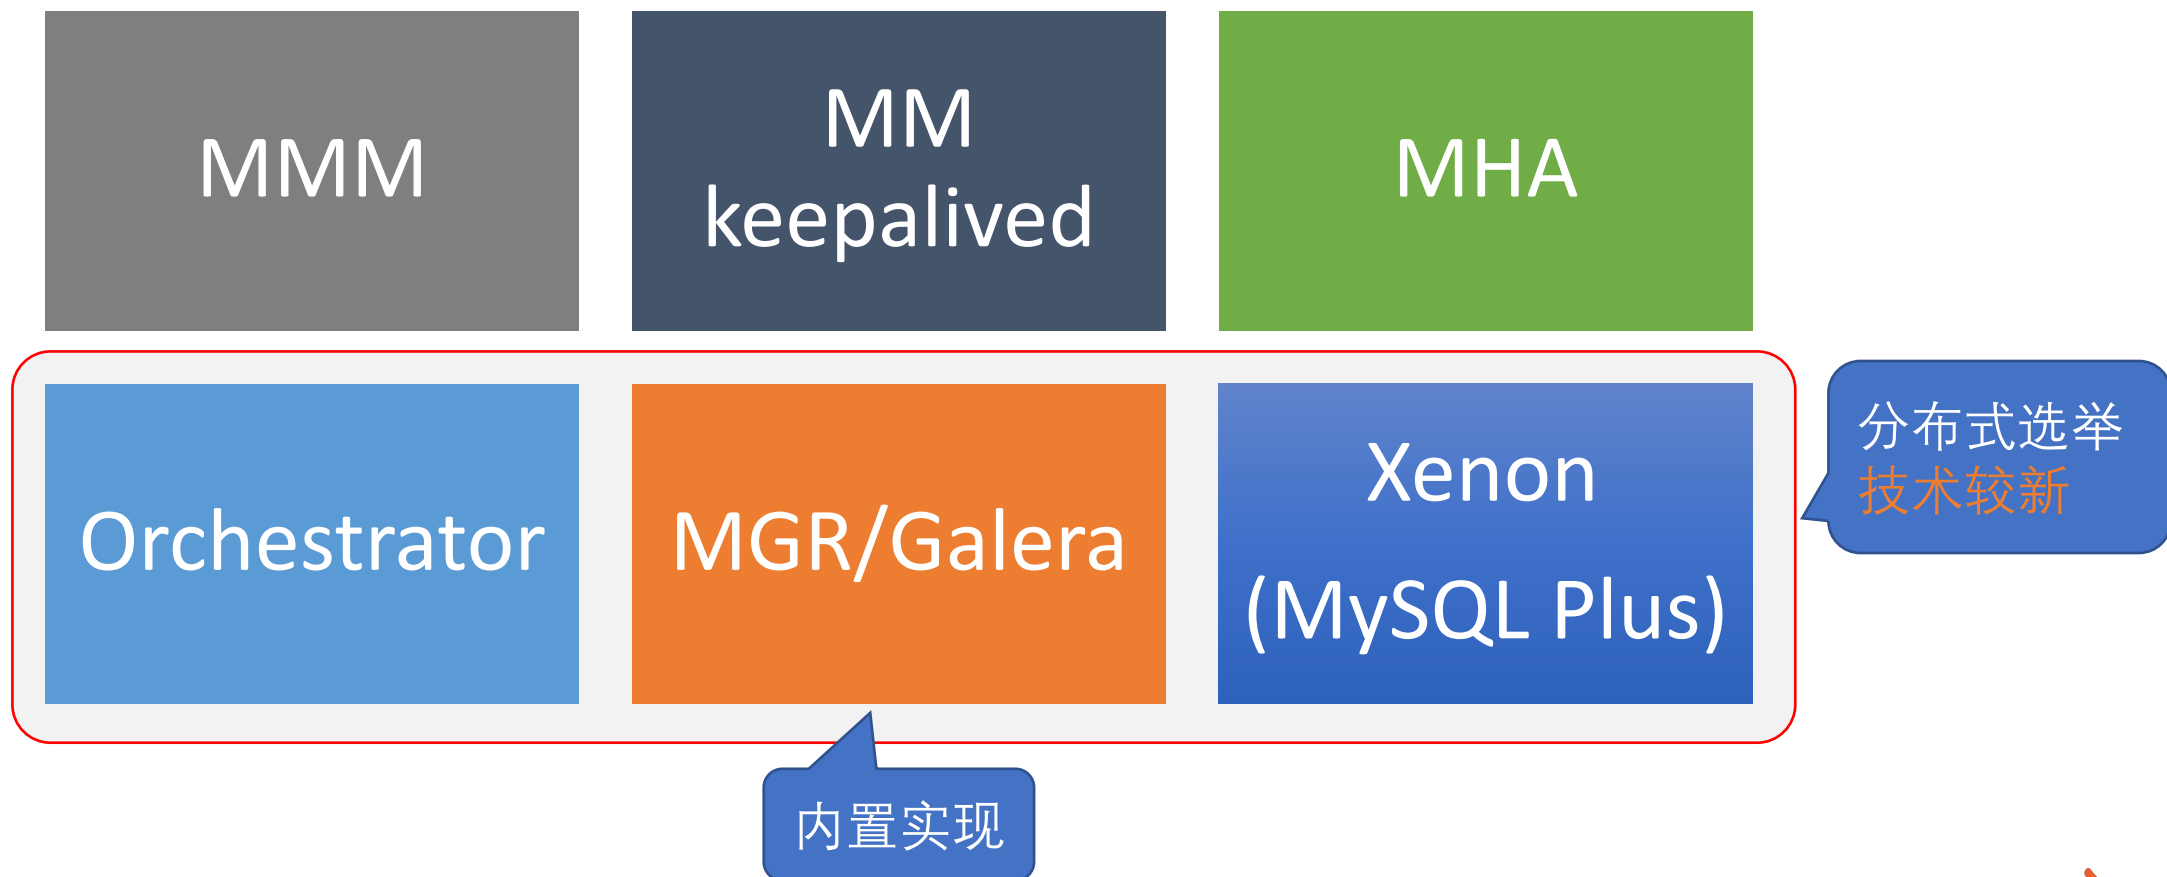 MMM
MM
keepalived
MHA
Orchestrator
MGR/Galera
Xenon
(MySQL Plus)
分布式选举
技术较新
内置实现